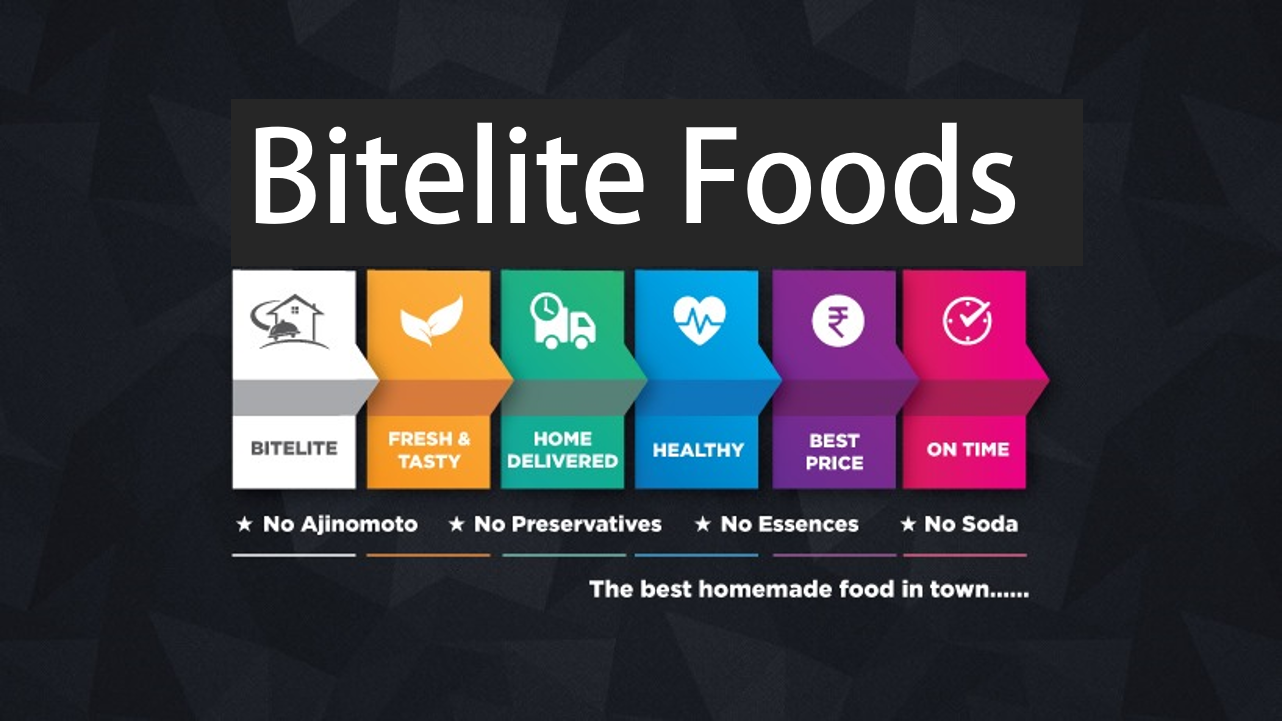 Bitelite Foods
₹
BITELITE
FRESH &
TASTY
HOME
DELIVERED
HEALTHY
BEST
PRICE
ON TIME
★ No Ajinomoto ★ No Preservatives ★ No Essences ★ No Soda
The best homemade food in town......